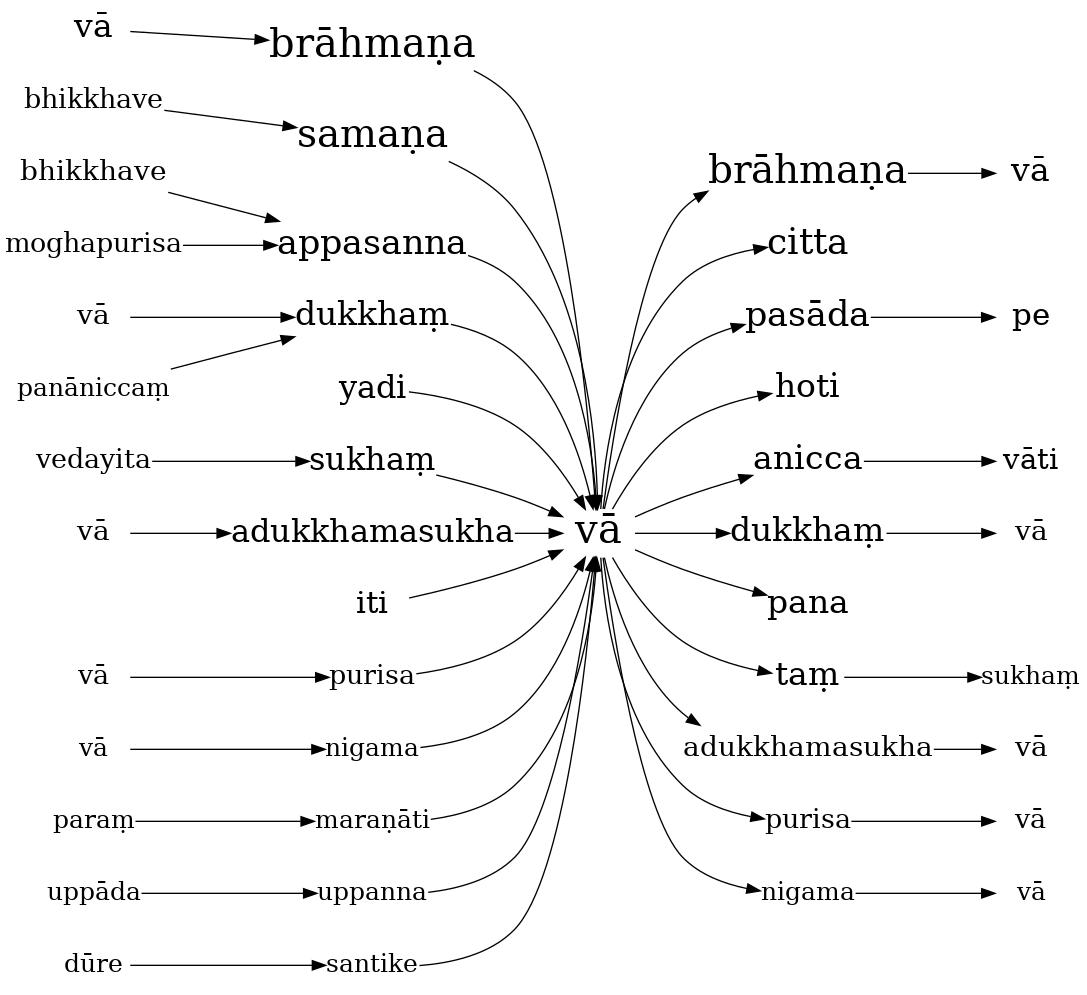 vā
brāhmaṇa
bhikkhave
samaṇa
bhikkhave
moghapurisa
appasanna
vā
dukkhaṃ
panāniccaṃ
yadi
vedayita
sukhaṃ
vā
adukkhamasukha
iti
vā
purisa
vā
nigama
paraṃ
maraṇāti
uppāda
uppanna
dūre
santike
vā
brāhmaṇa
vā
citta
pasāda
pe
hoti
anicca
vāti
dukkhaṃ
vā
pana
taṃ
sukhaṃ
adukkhamasukha
vā
purisa
vā
nigama
vā